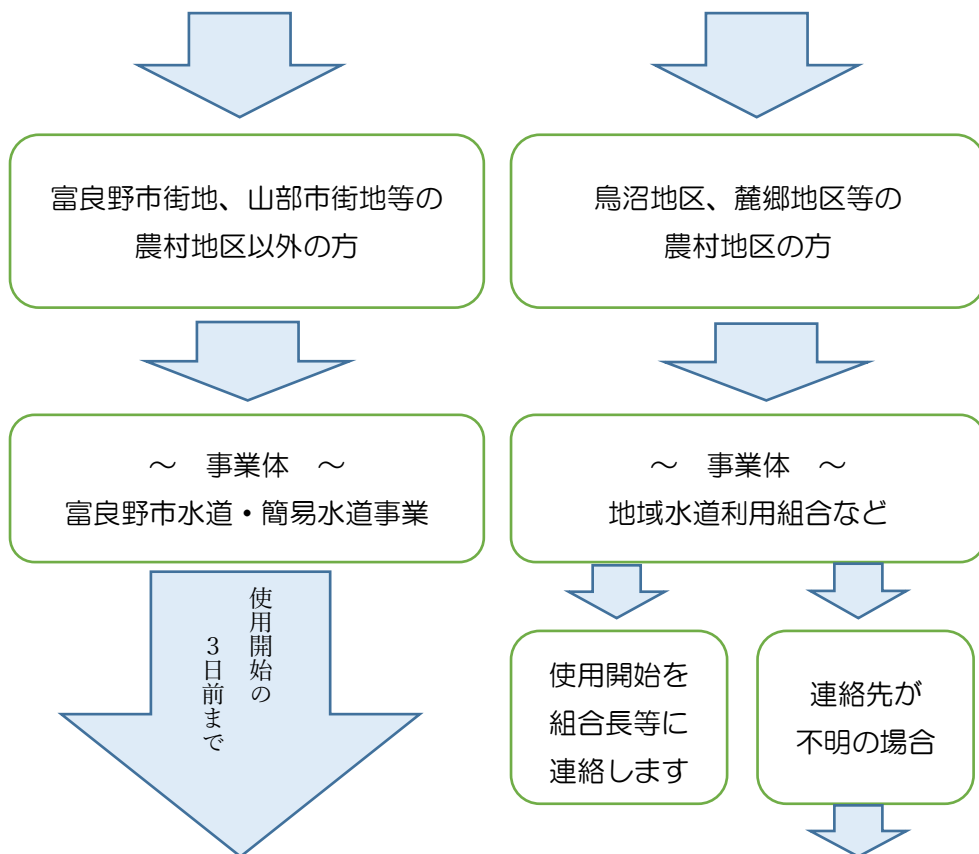 富良野市街地、山部市街地等の
農村地区以外の方
鳥沼地区、麓郷地区等の
農村地区の方
～　事業体　～
富良野市水道・簡易水道事業
～　事業体　～
地域水道利用組合など
使用開始の
３日前まで
使用開始を
組合長等に
連絡します
連絡先が
不明の場合